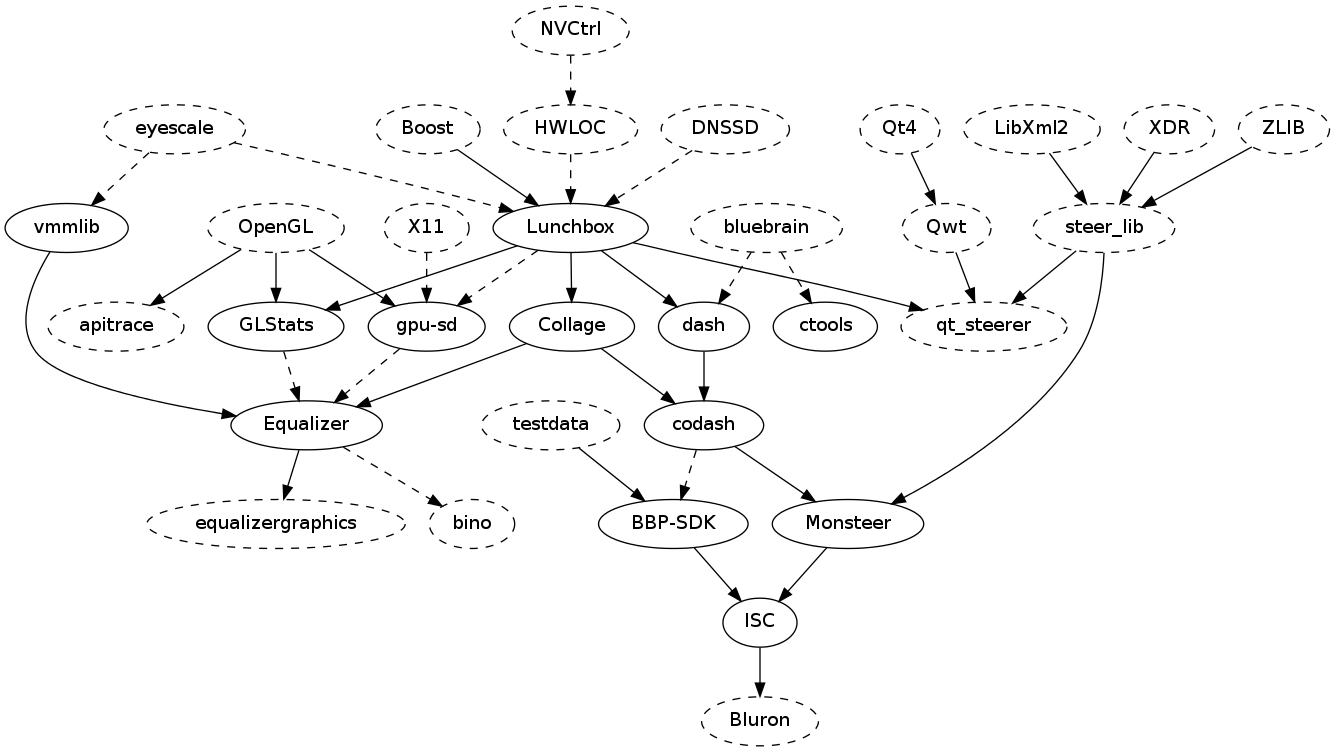 NVCtrl
eyescale
Boost
HWLOC
DNSSD
Qt4
LibXml2
XDR
ZLIB
vmmlib
OpenGL
X11
Lunchbox
bluebrain
Qwt
steer_lib
apitrace
GLStats
gpu-sd
Collage
dash
ctools
qt_steerer
Equalizer
testdata
codash
equalizergraphics
bino
BBP-SDK
Monsteer
ISC
Bluron